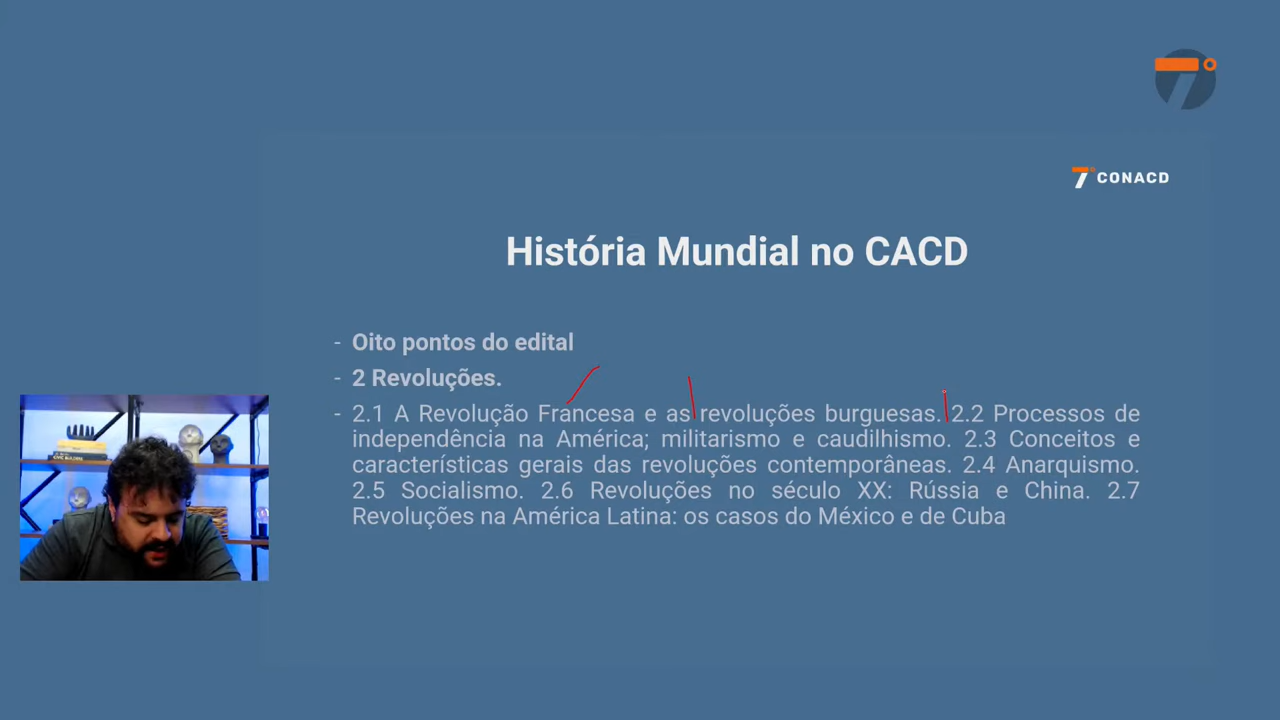 7° CONACD
História Mundial no CACD
- Oito pontos do edital
- 2 Revoluções.
- 2.1 A Revolução Francesa e as revoluções burguesas. 2.2 Processos de
independência na América; militarismo e caudilhismo. 2.3 Conceitos e
características gerais das revoluções contemporâneas. 2.4 Anarquismo.
2.5 Socialismo. 2.6 Revoluções no século XX: Rússia e China. 2.7
Revoluções na América Latina: os casos do México e de Cuba